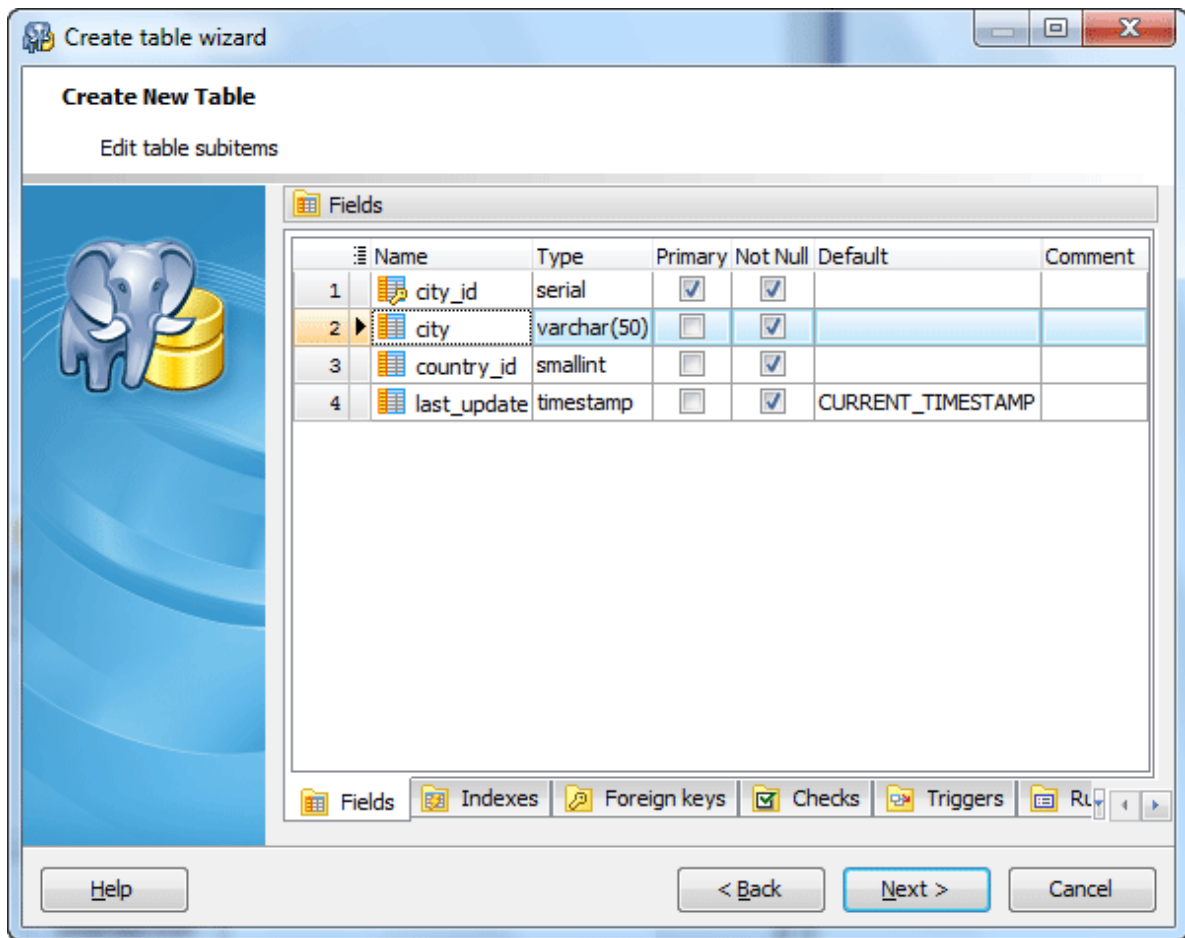 Create table wizard
Create New Table
Edit table subitems
Fields
Name Type Primary Not Null Default Comment
1 city_id serial
2 city varchar(50)
3 country_id smallint
4 last_update timestamp CURRENT_TIMESTAMP
Fields Indexes Foreign keys Checks Triggers
Help < Back Next > Cancel